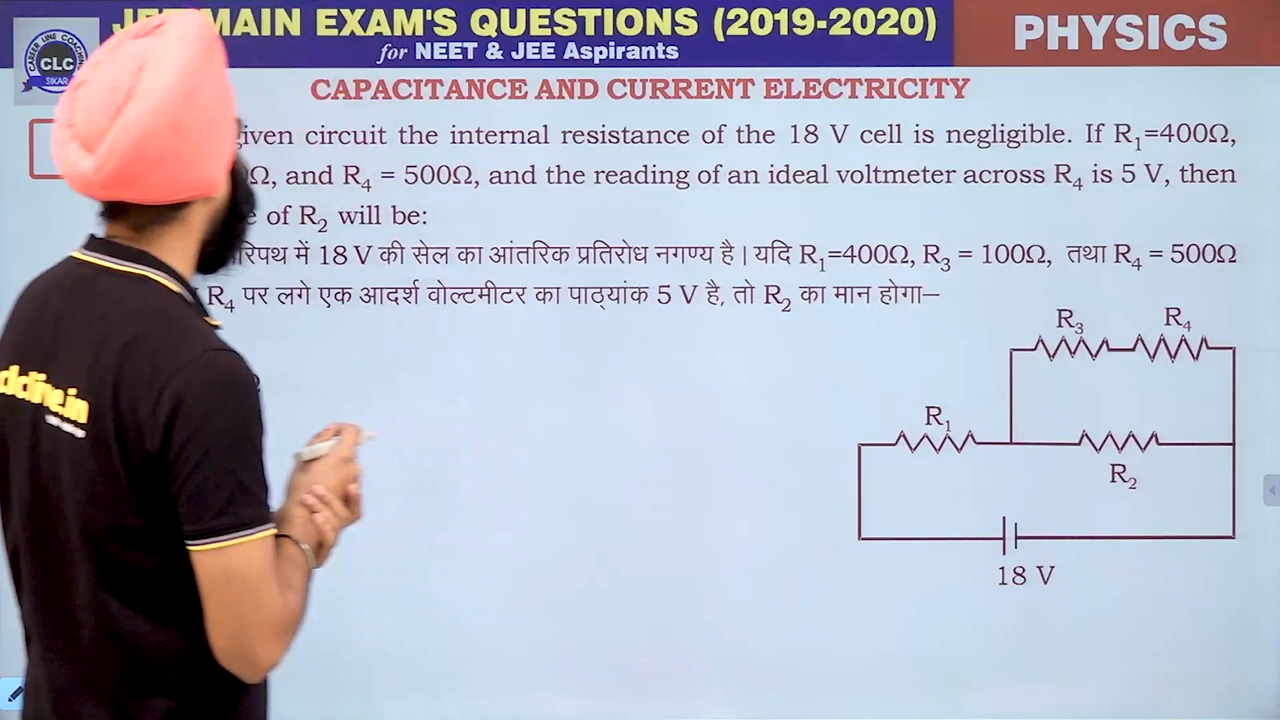 JEE MAIN EXAM'S QUESTIONS (2019-2020)
for NEET & JEE Aspirants
PHYSICS
CAREER LINE COACHING
CLC
SIKAR
CAPACITANCE AND CURRENT ELECTRICITY
given circuit the internal resistance of the 18 V cell is negligible. If R₁=400Ω,
Ω, and R₄ = 500Ω, and the reading of an ideal voltmeter across R₄ is 5 V, then
of R₂ will be:
में 18 V की सेल का आंतरिक प्रतिरोध नगण्य है। यदि R₁=400Ω, R₃ = 100Ω, तथा R₄ = 500Ω
R₄ पर लगे एक आदर्श वोल्टमीटर का पाठ्यांक 5 V है, तो R₂ का मान होगा–
R₃ R₄
R₁
R₂
18 V